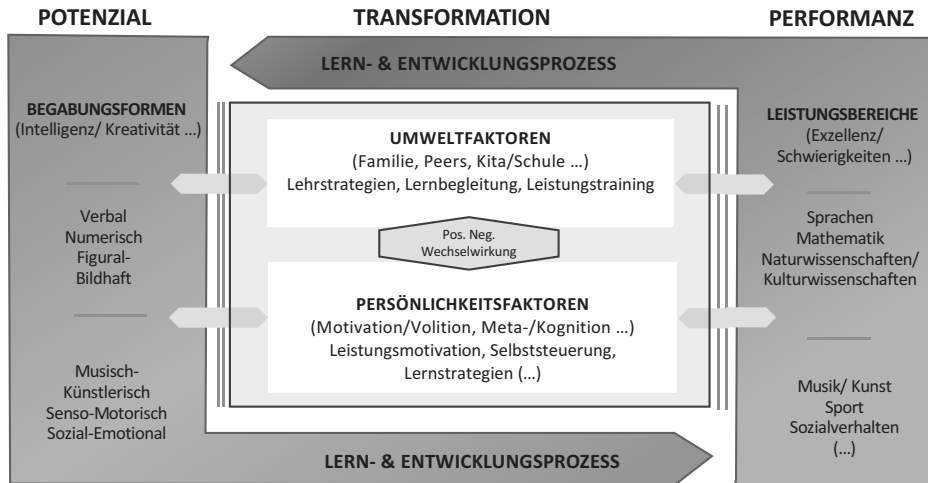 POTENZIAL
TRANSFORMATION
PERFORMANZ
LERN- & ENTWICKLUNGSPROZESS
BEGABUNGSFORMEN
(Intelligenz/ Kreativität ...)
Verbal
Numerisch
Figural-
Bildhaft
Musisch-
Künstlerisch
Senso-Motorisch
Sozial-Emotional
UMWELTFAKTOREN
(Familie, Peers, Kita/Schule ...)
Lehrstrategien, Lernbegleitung, Leistungstraining
Pos. Neg.
Wechselwirkung
PERSÖNLICHKEITSFAKTOREN
(Motivation/Volition, Meta-/Kognition ...)
Leistungsmotivation, Selbststeuerung,
Lernstrategien (...)
LEISTUNGSBEREICHE
(Exzellenz/
Schwierigkeiten ...)
Sprachen
Mathematik
Naturwissenschaften/
Kulturwissenschaften
Musik/ Kunst
Sport
Sozialverhalten
(...)
LERN- & ENTWICKLUNGSPROZESS